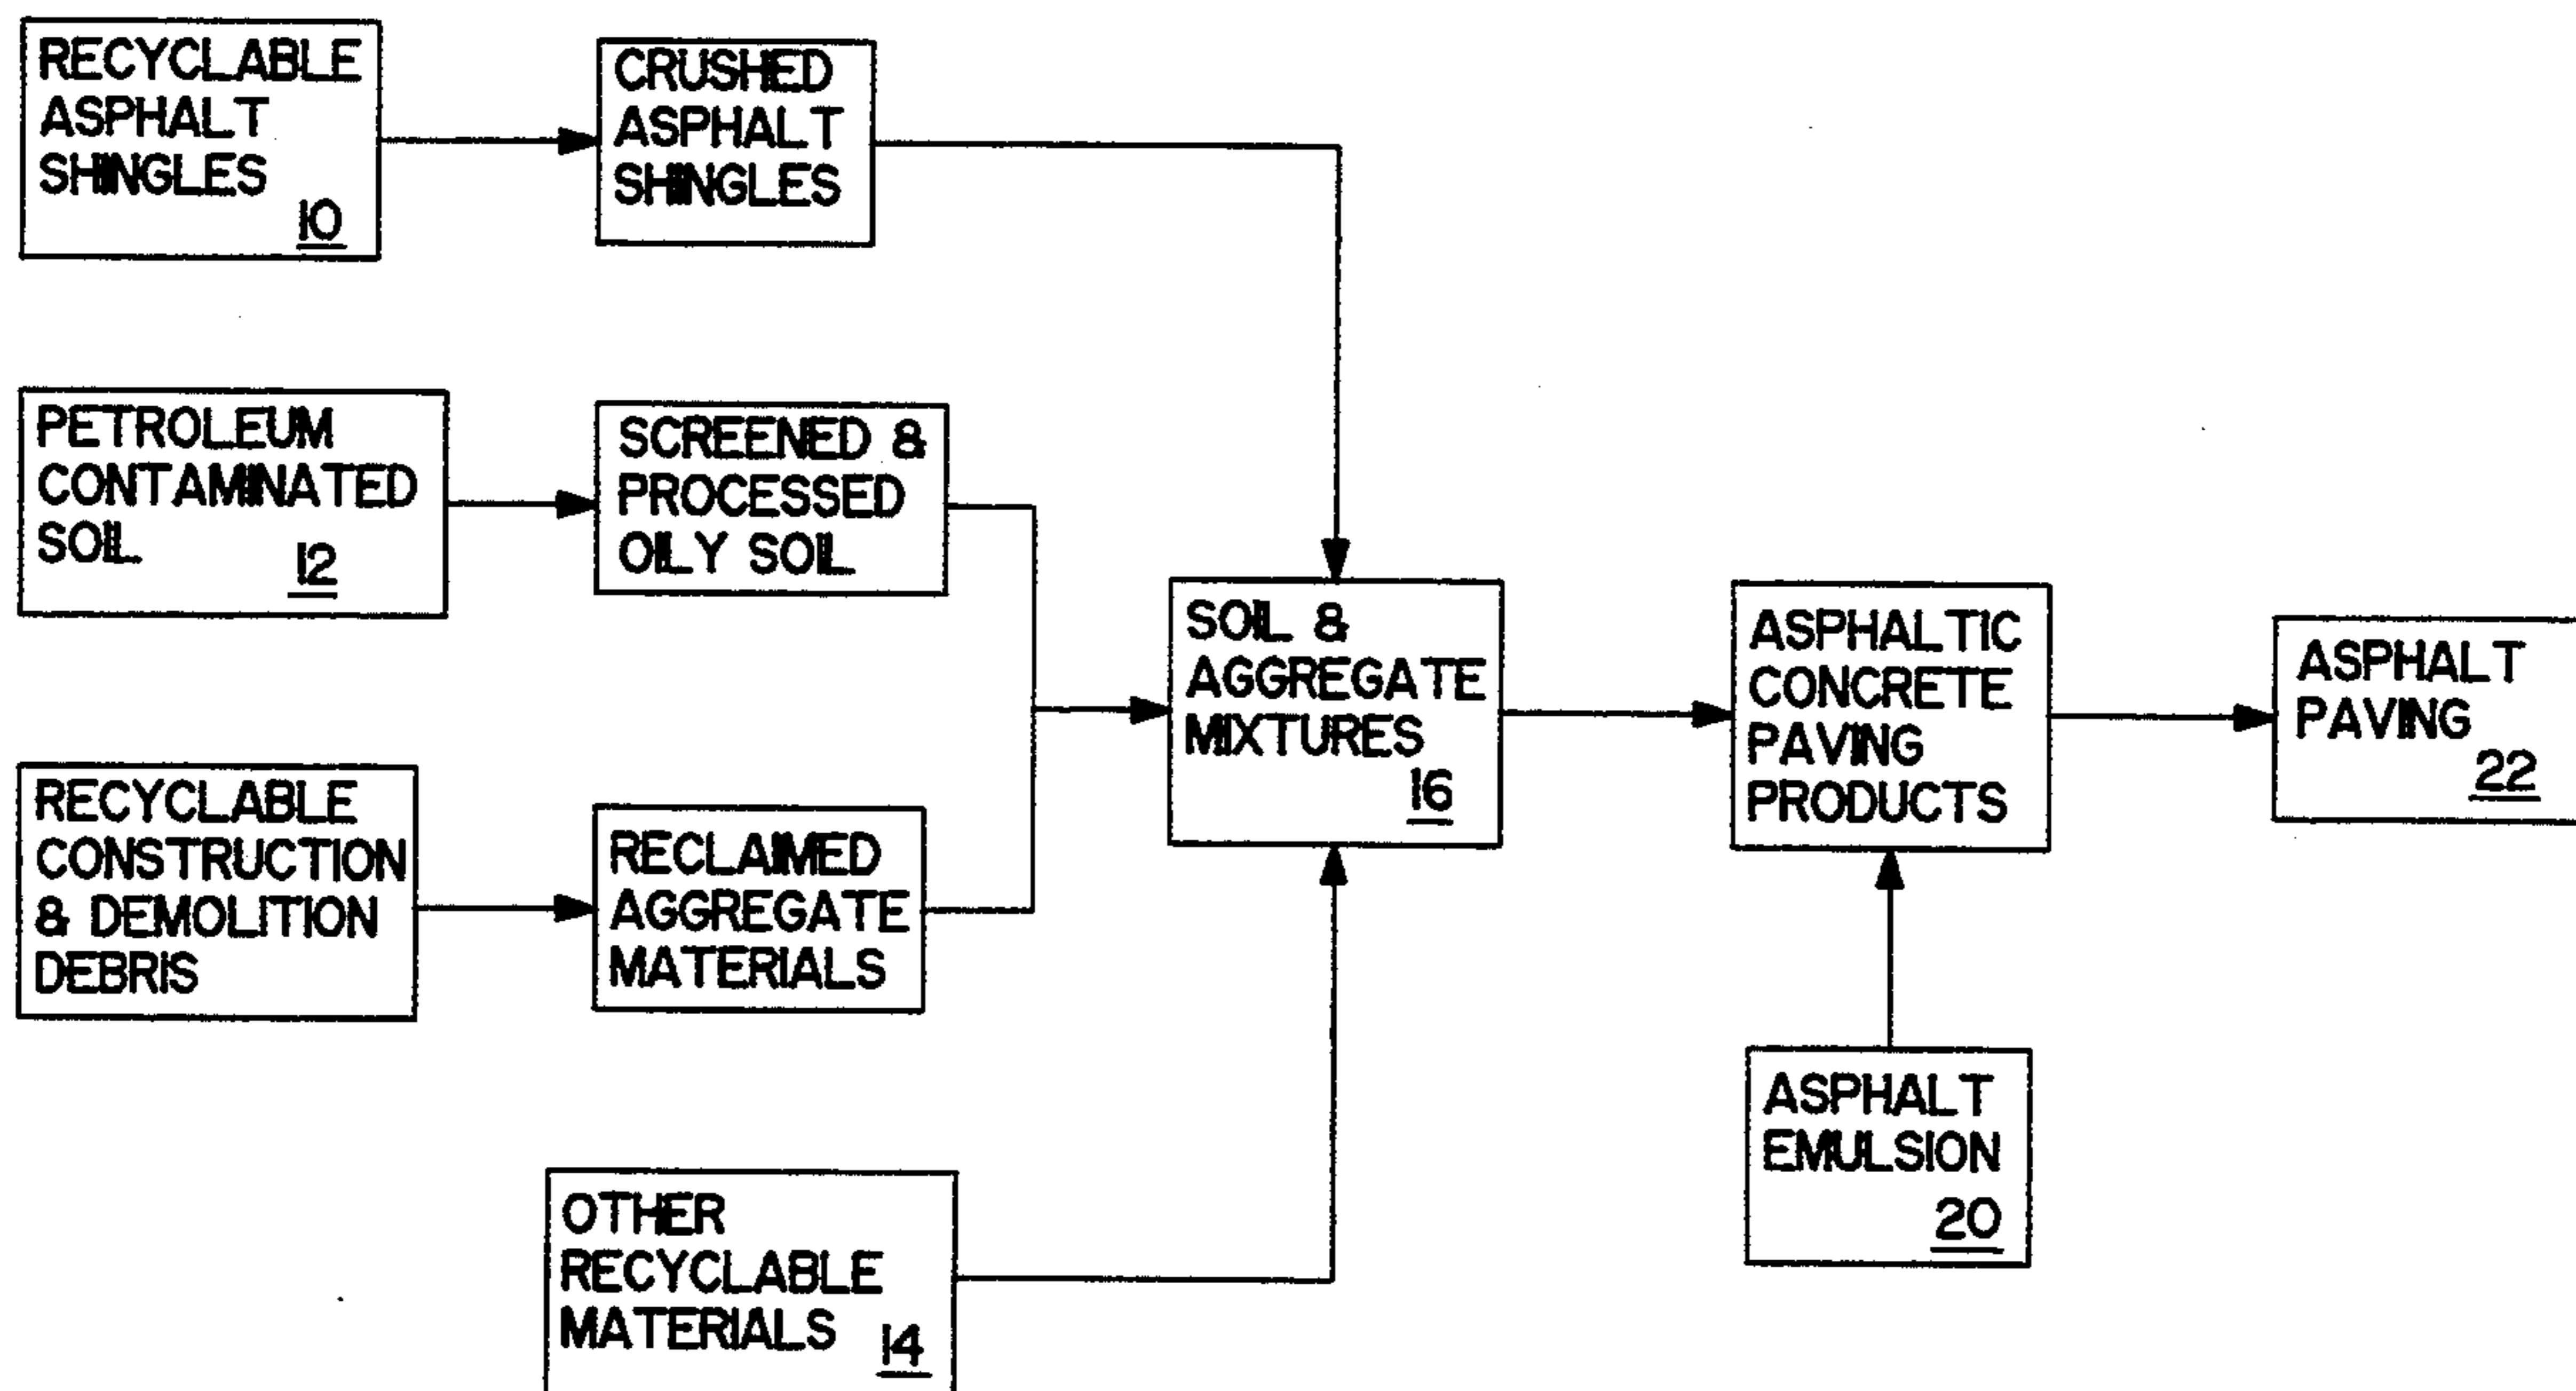 RECYCLABLE
ASPHALT
SHINGLES
10
CRUSHED
ASPHALT
SHINGLES
PETROLEUM
CONTAMINATED
SOIL
12
SCREENED &
PROCESSED
OILY SOIL
RECYCLABLE
CONSTRUCTION
& DEMOLITION
DEBRIS
RECLAIMED
AGGREGATE
MATERIALS
OTHER
RECYCLABLE
MATERIALS
14
SOIL &
AGGREGATE
MIXTURES
16
ASPHALTIC
CONCRETE
PAVING
PRODUCTS
ASPHALT
EMULSION
20
ASPHALT
PAVING
22